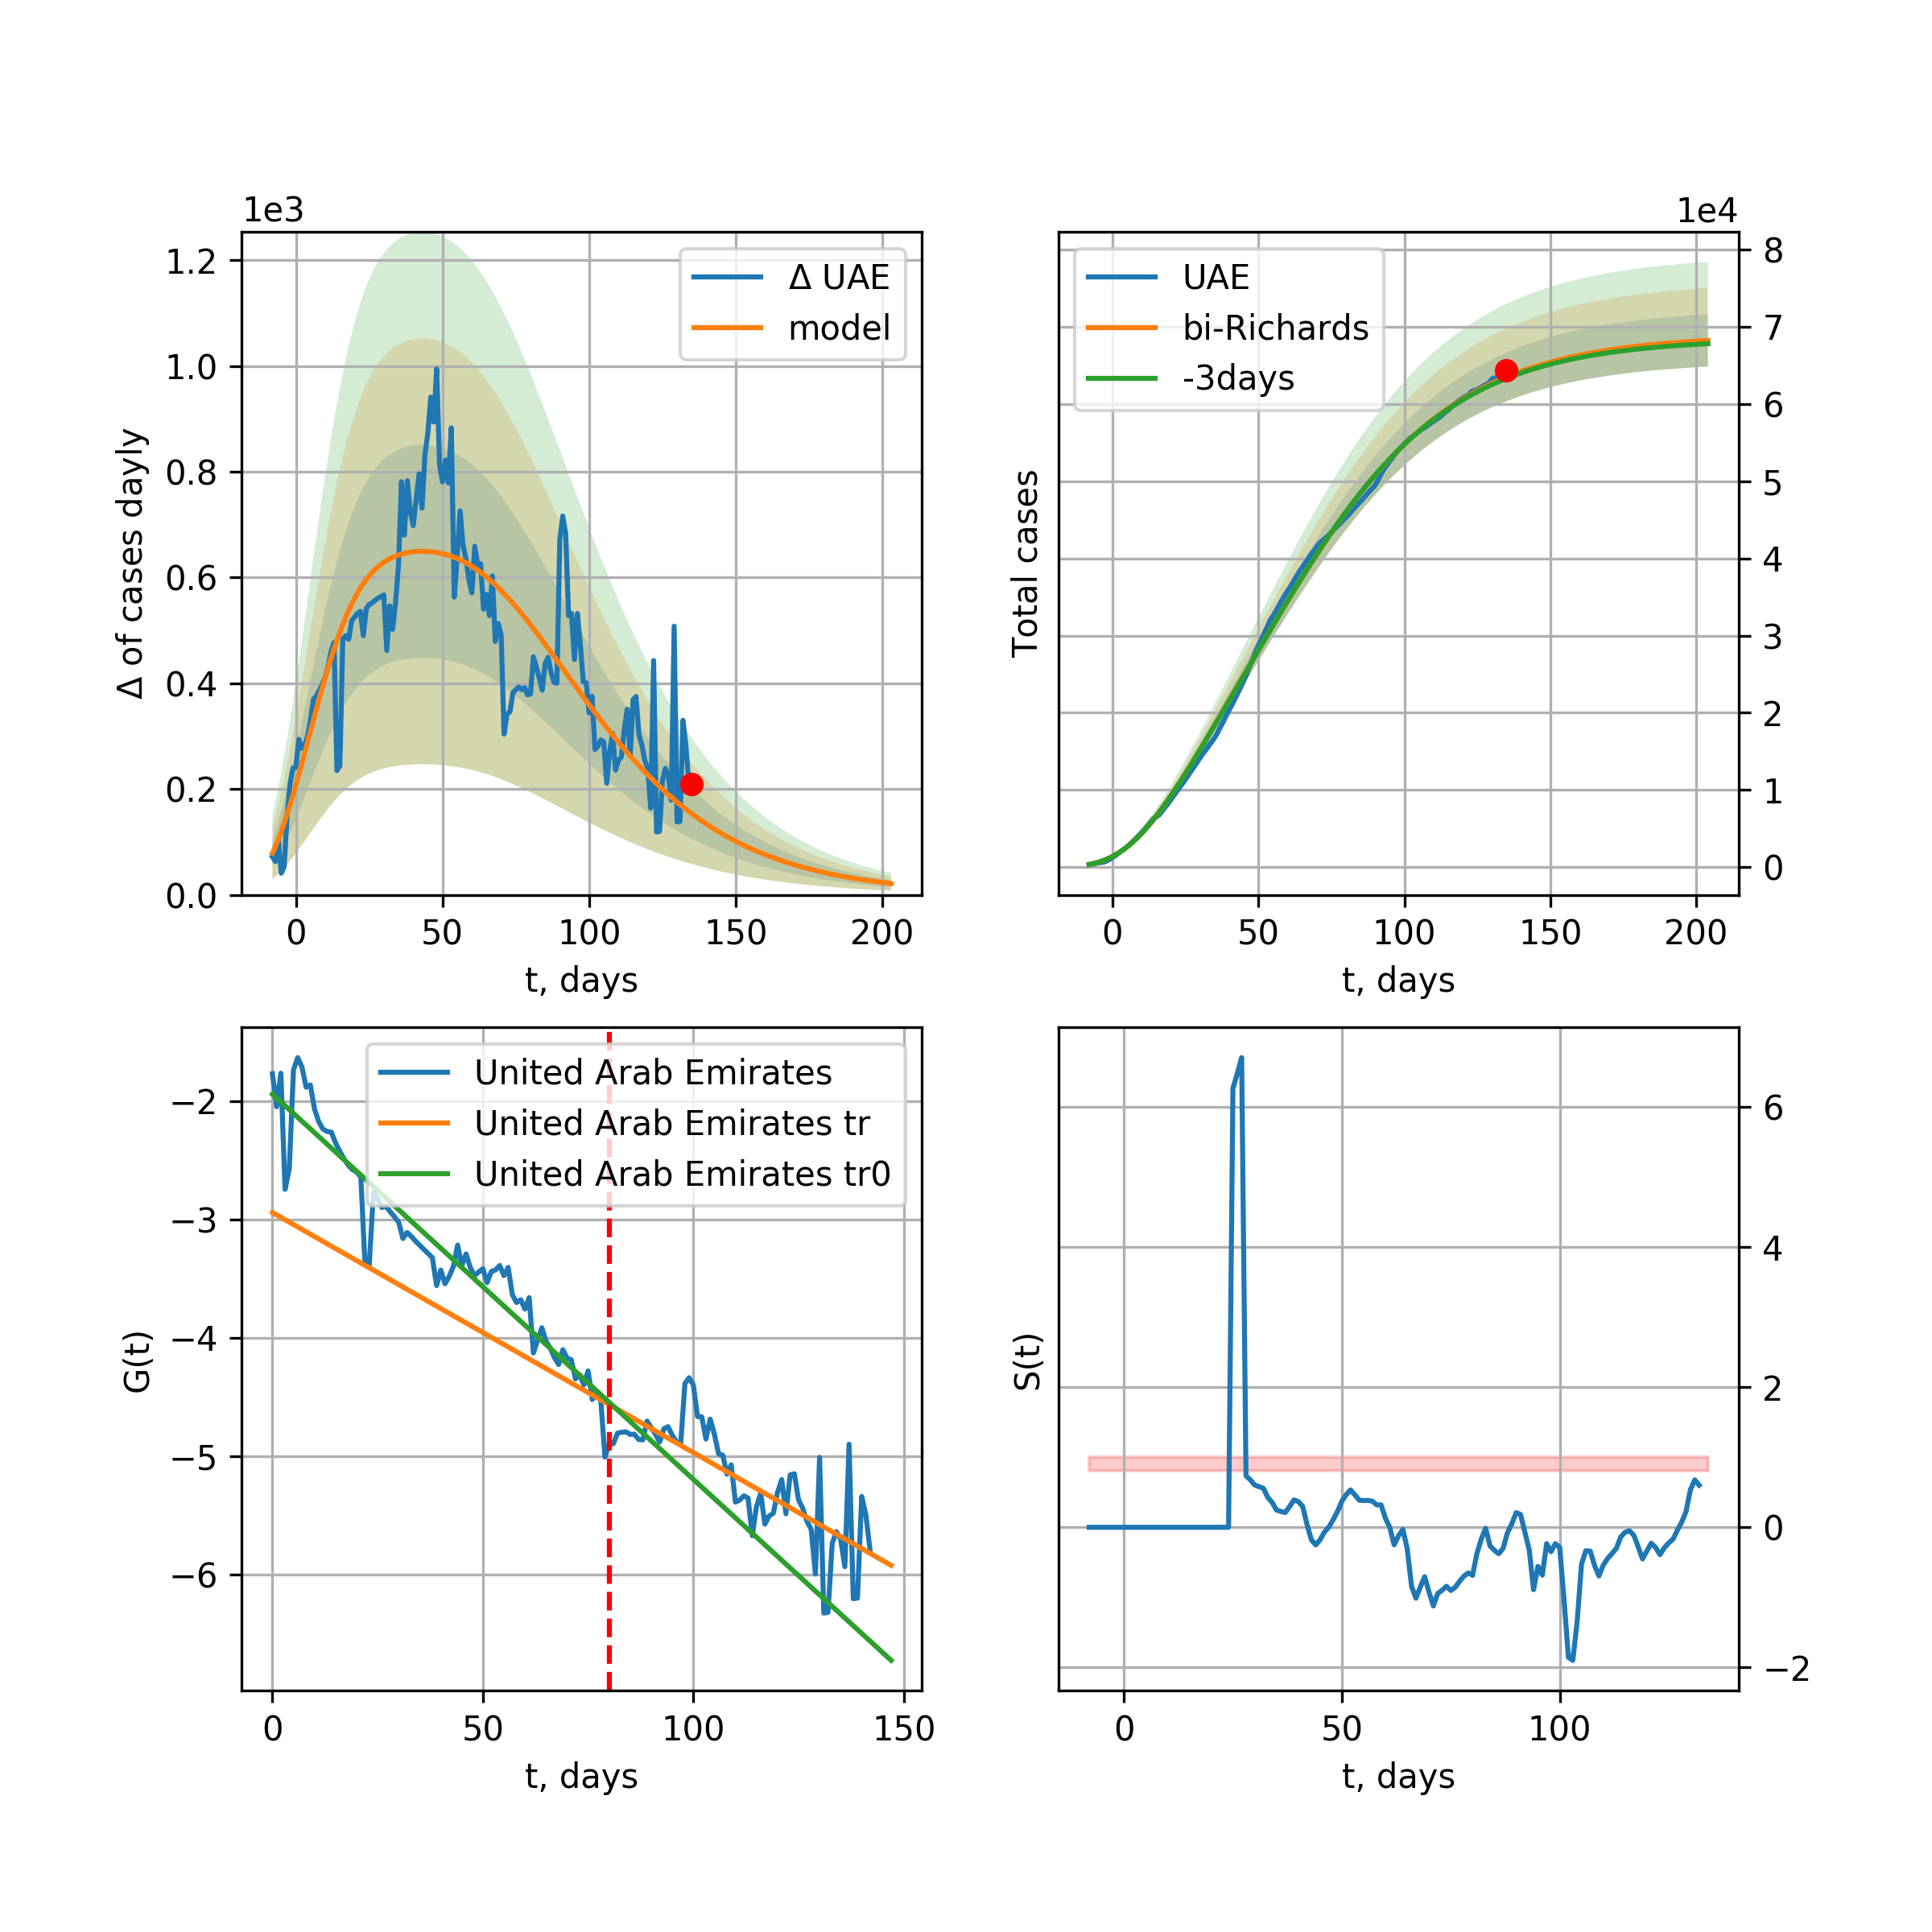 1e3
Δ of cases dayly
1.2
1.0
0.8
0.6
0.4
0.2
0.0
Δ UAE
model
0 50 100 150 200
t, days
1e4
Total cases
UAE
bi-Richards
-3days
8
7
6
5
4
3
2
1
0
0 50 100 150 200
t, days
G(t)
−2
−3
−4
−5
−6
United Arab Emirates
United Arab Emirates tr
United Arab Emirates tr0
0 50 100 150
t, days
S(t)
6
4
2
0
−2
0 50 100
t, days